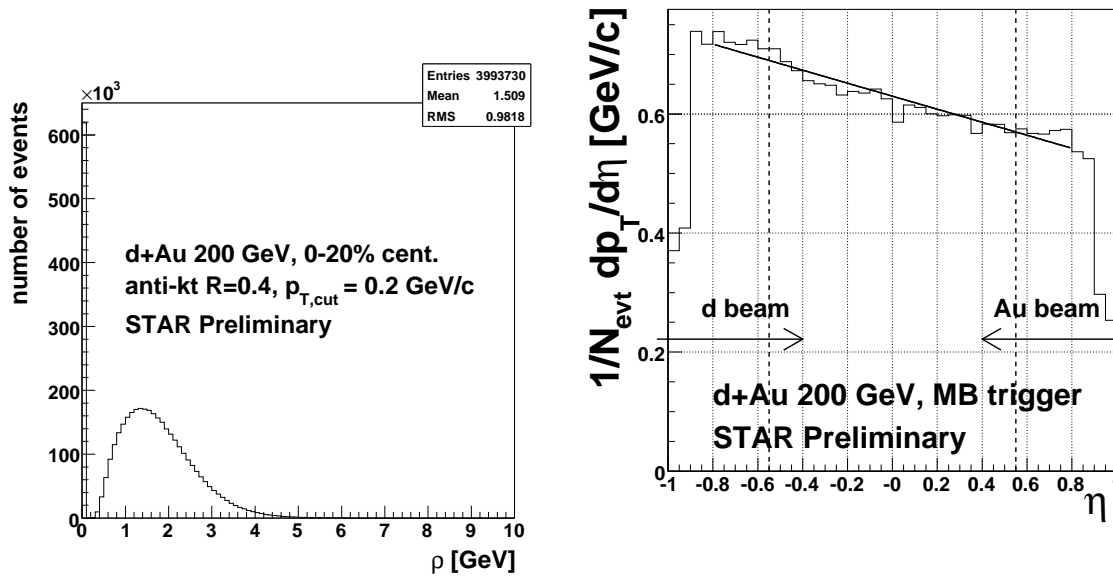 ×10³
Entries 3993730
Mean 1.509
RMS 0.9818
number of events
600
500
400
300
200
100
0
d+Au 200 GeV, 0-20% cent.
anti-kt R=0.4, p_T,cut = 0.2 GeV/c
STAR Preliminary
0 1 2 3 4 5 6 7 8 9 10
ρ [GeV]
1/N_evt dp_T/dη [GeV/c]
0.6
0.4
0.2
0
d beam
Au beam
d+Au 200 GeV, MB trigger
STAR Preliminary
-1 -0.8 -0.6 -0.4 -0.2 -0 0.2 0.4 0.6 0.8 1
η